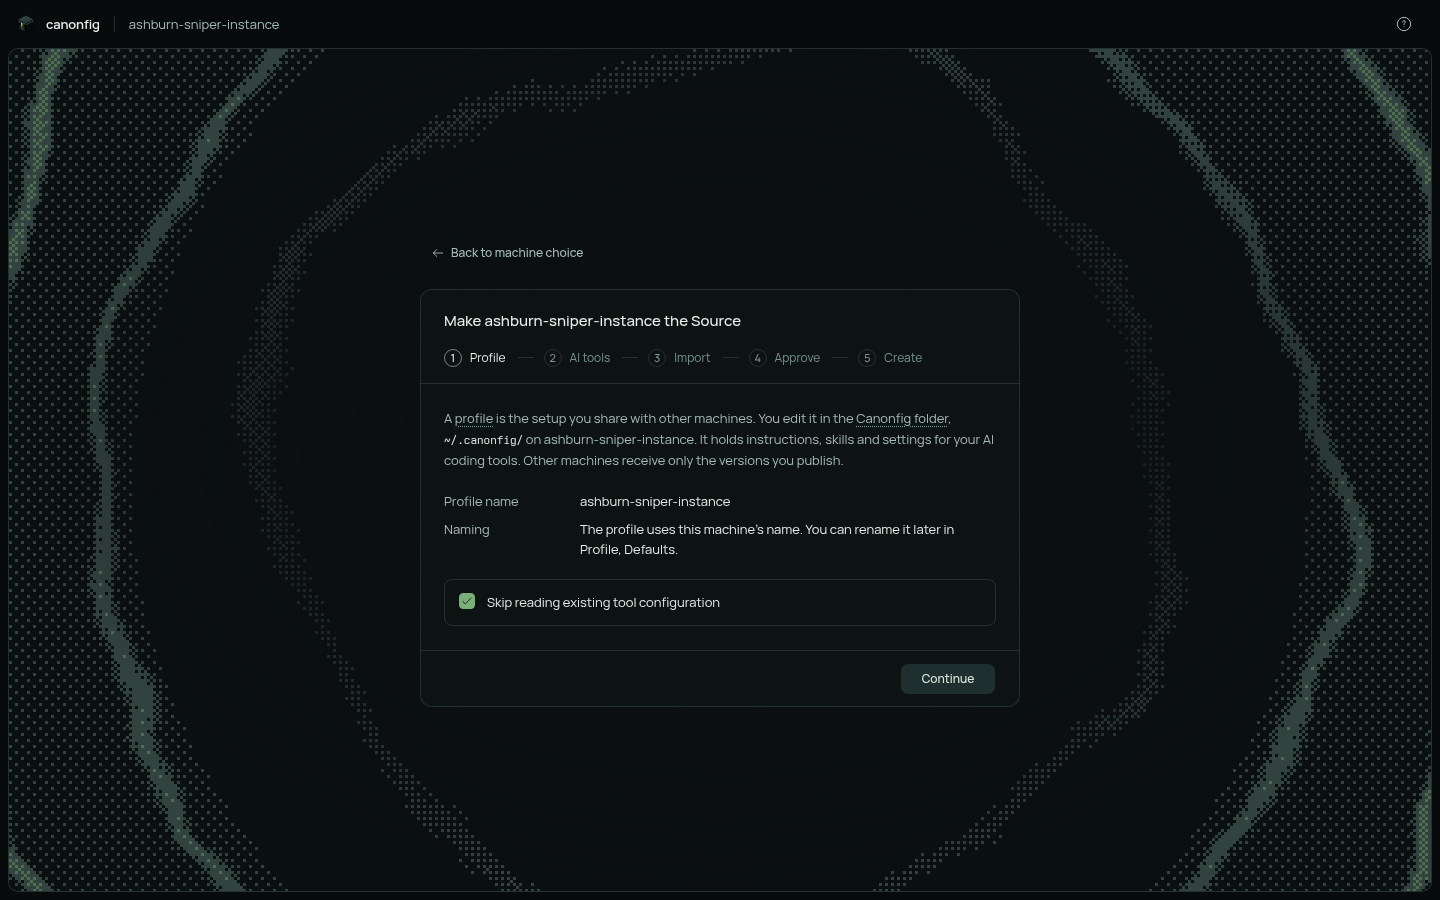 canonfig
ashburn-sniper-instance
?
← Back to machine choice
Make ashburn-sniper-instance the Source
1 Profile
2 AI tools
3 Import
4 Approve
5 Create
A profile is the setup you share with other machines. You edit it in the Canonfig folder,
~/.canonfig/ on ashburn-sniper-instance. It holds instructions, skills and settings for your AI
coding tools. Other machines receive only the versions you publish.
Profile name ashburn-sniper-instance
Naming The profile uses this machine's name. You can rename it later in
Profile, Defaults.
Skip reading existing tool configuration
Continue